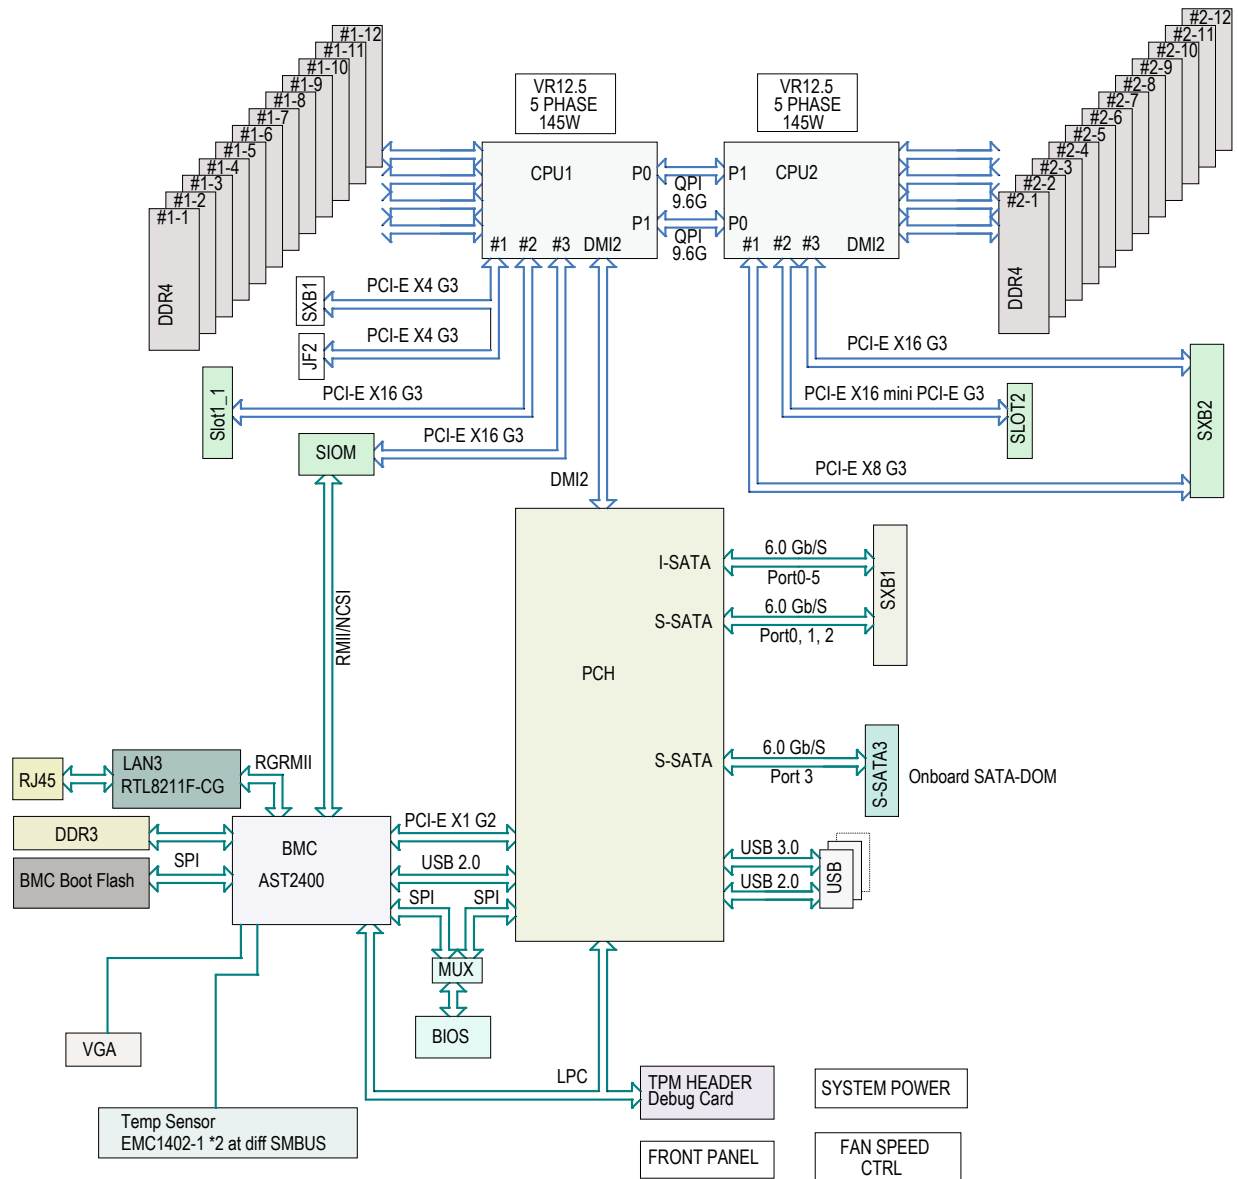 #1-12
#1-11
#1-10
#1-9
#1-8
#1-7
#1-6
#1-5
#1-4
#1-3
#1-2
#1-1
DDR4
VR12.5
5 PHASE
145W
VR12.5
5 PHASE
145W
#2-12
#2-11
#2-10
#2-9
#2-8
#2-7
#2-6
#2-5
#2-4
#2-3
#2-2
#2-1
DDR4
CPU1
P0
P1
#1 #2 #3 DMI2
QPI
9.6G
QPI
9.6G
P1
CPU2
P0
#1 #2 #3 DMI2
SXB1
PCI-E X4 G3
JF2
PCI-E X4 G3
Slot1_1
PCI-E X16 G3
SIOM
PCI-E X16 G3
DMI2
PCI-E X16 G3
PCI-E X16 mini PCI-E G3
SLOT2
PCI-E X8 G3
SXB2
RMII/NCSI
PCH
I-SATA
6.0 Gb/S
Port0-5
S-SATA
6.0 Gb/S
Port0, 1, 2
SXB1
S-SATA
6.0 Gb/S
Port 3
S-SATA3
Onboard SATA-DOM
USB 3.0
USB 2.0
USB
RJ45
LAN3
RTL8211F-CG
RGRMII
DDR3
BMC Boot Flash
SPI
BMC
AST2400
PCI-E X1 G2
USB 2.0
SPI
SPI
MUX
BIOS
VGA
LPC
Temp Sensor
EMC1402-1 *2 at diff SMBUS
TPM HEADER
Debug Card
SYSTEM POWER
FRONT PANEL
FAN SPEED
CTRL